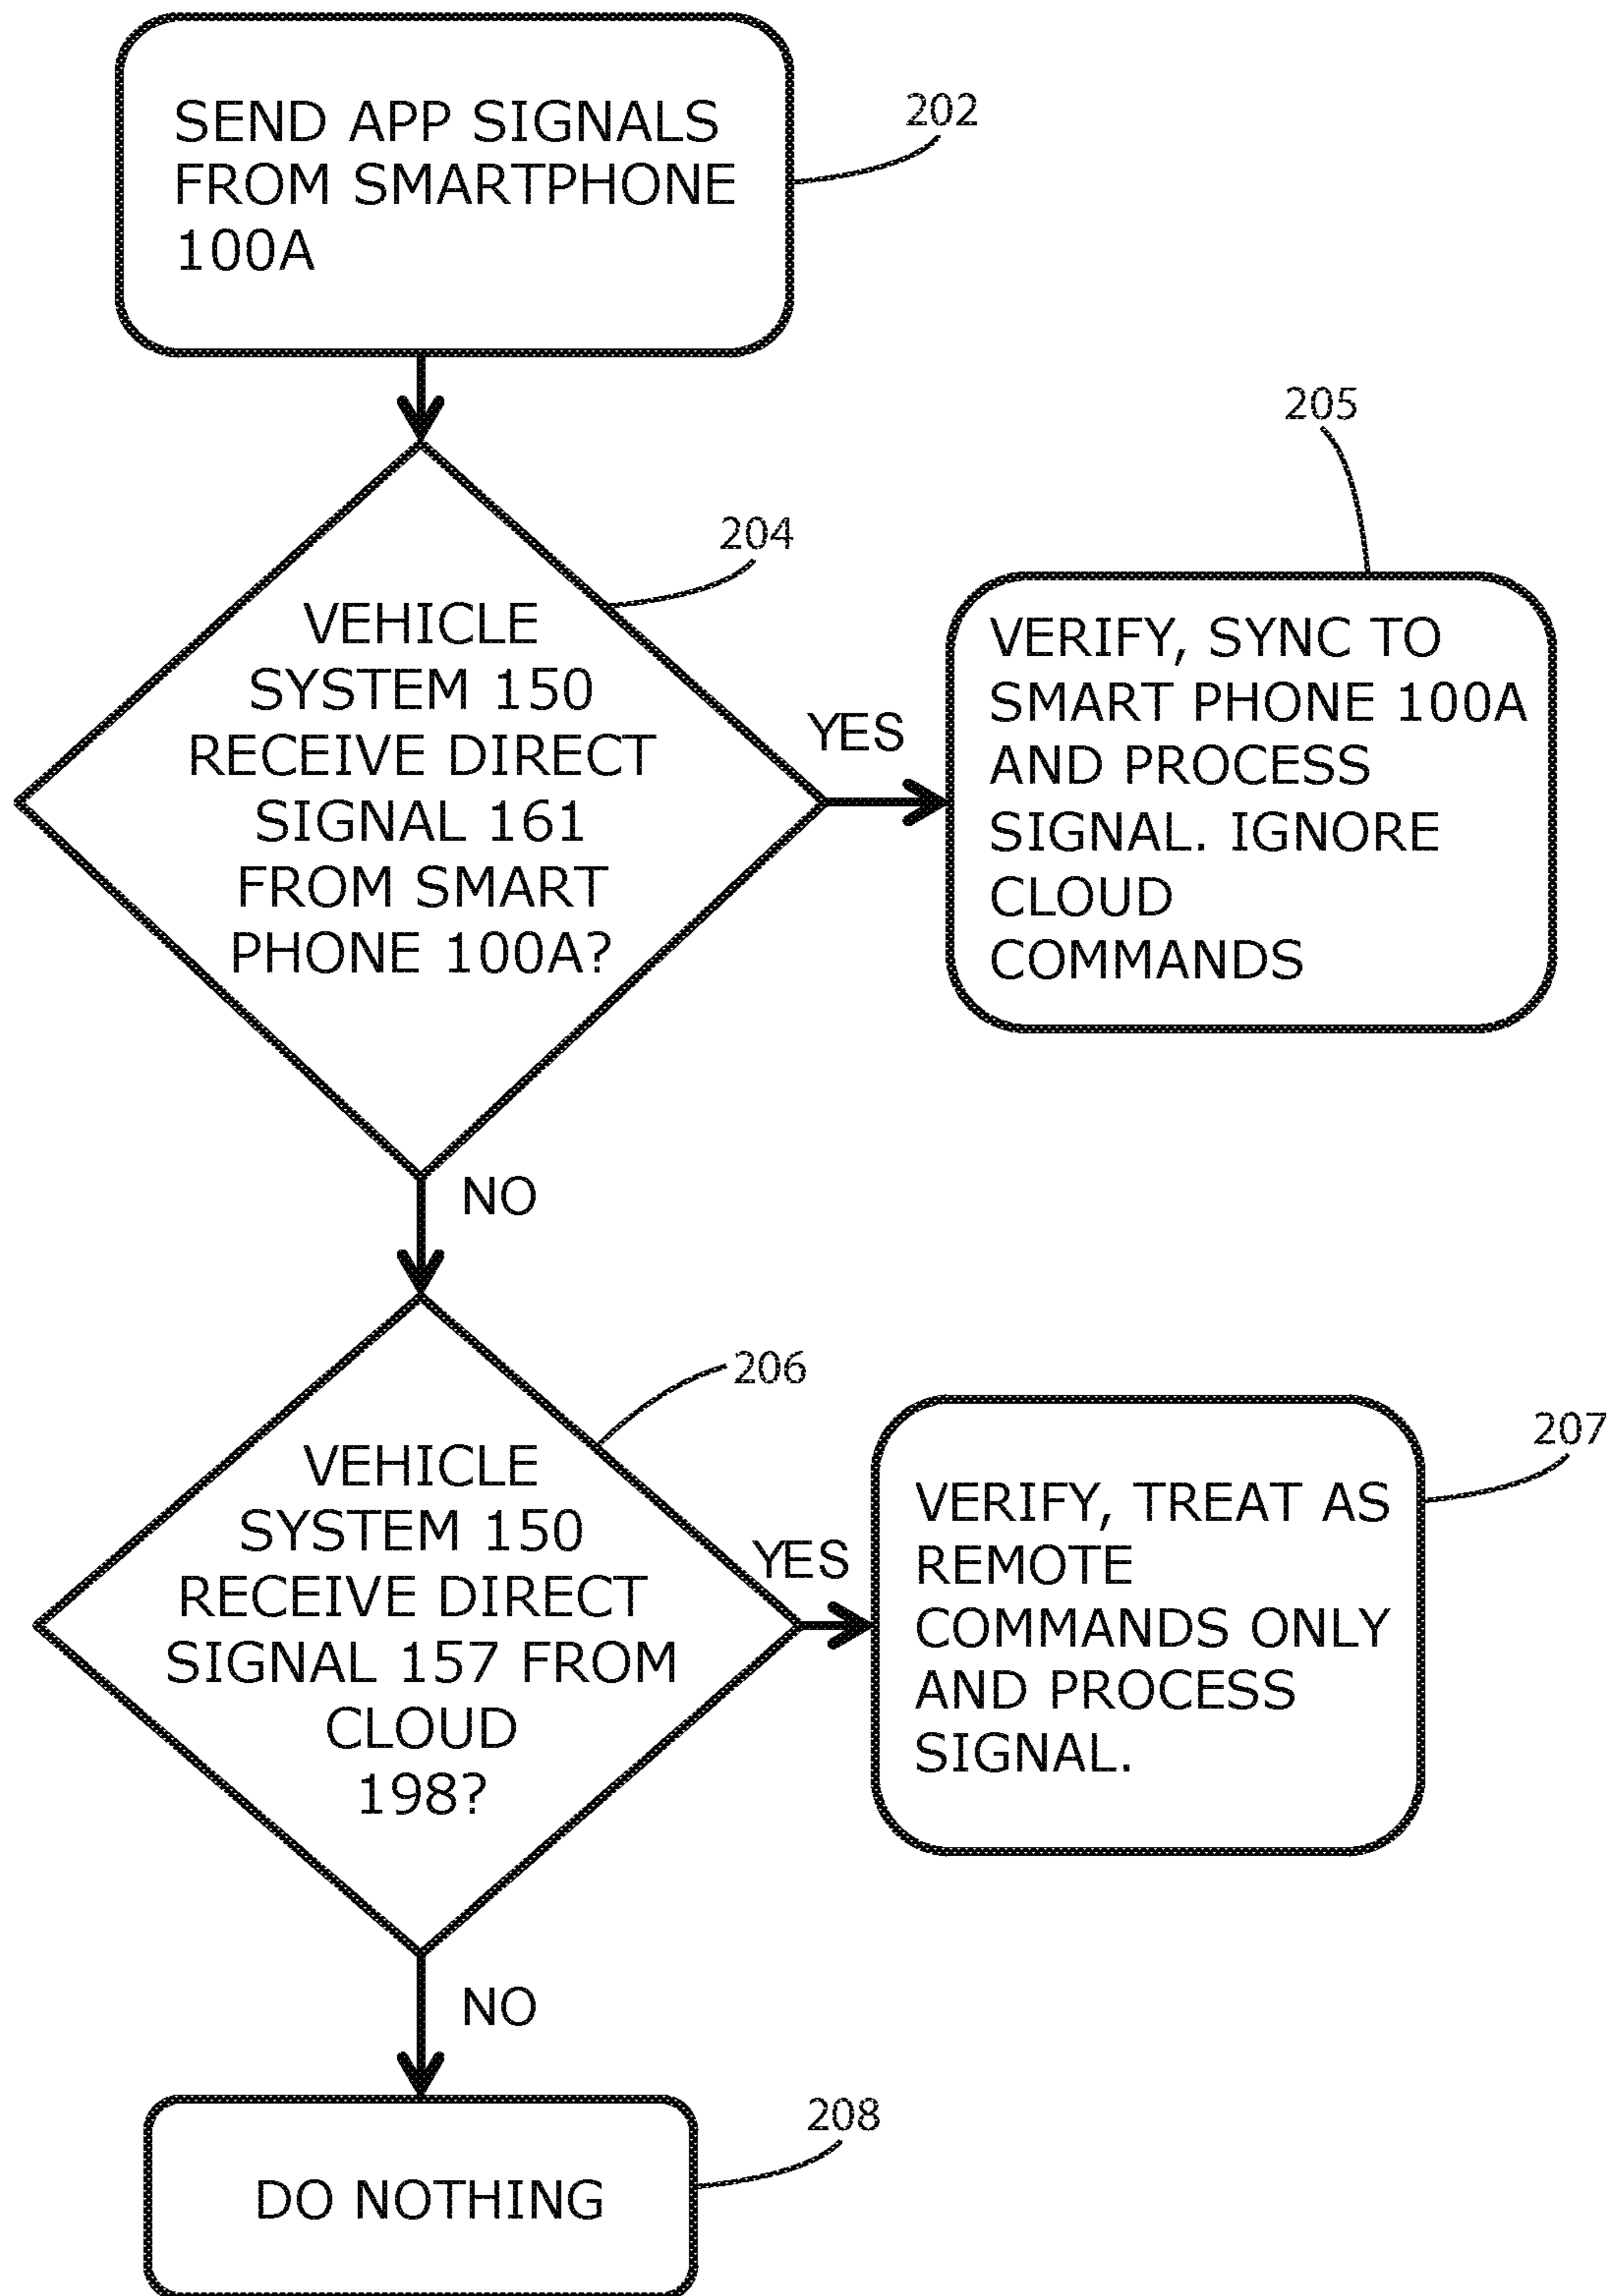 SEND APP SIGNALS
FROM SMARTPHONE
100A
202
VEHICLE
SYSTEM 150
RECEIVE DIRECT
SIGNAL 161
FROM SMART
PHONE 100A?
204
YES
205
VERIFY, SYNC TO
SMART PHONE 100A
AND PROCESS
SIGNAL. IGNORE
CLOUD
COMMANDS
NO
VEHICLE
SYSTEM 150
RECEIVE DIRECT
SIGNAL 157 FROM
CLOUD
198?
206
YES
207
VERIFY, TREAT AS
REMOTE
COMMANDS ONLY
AND PROCESS
SIGNAL.
NO
DO NOTHING
208